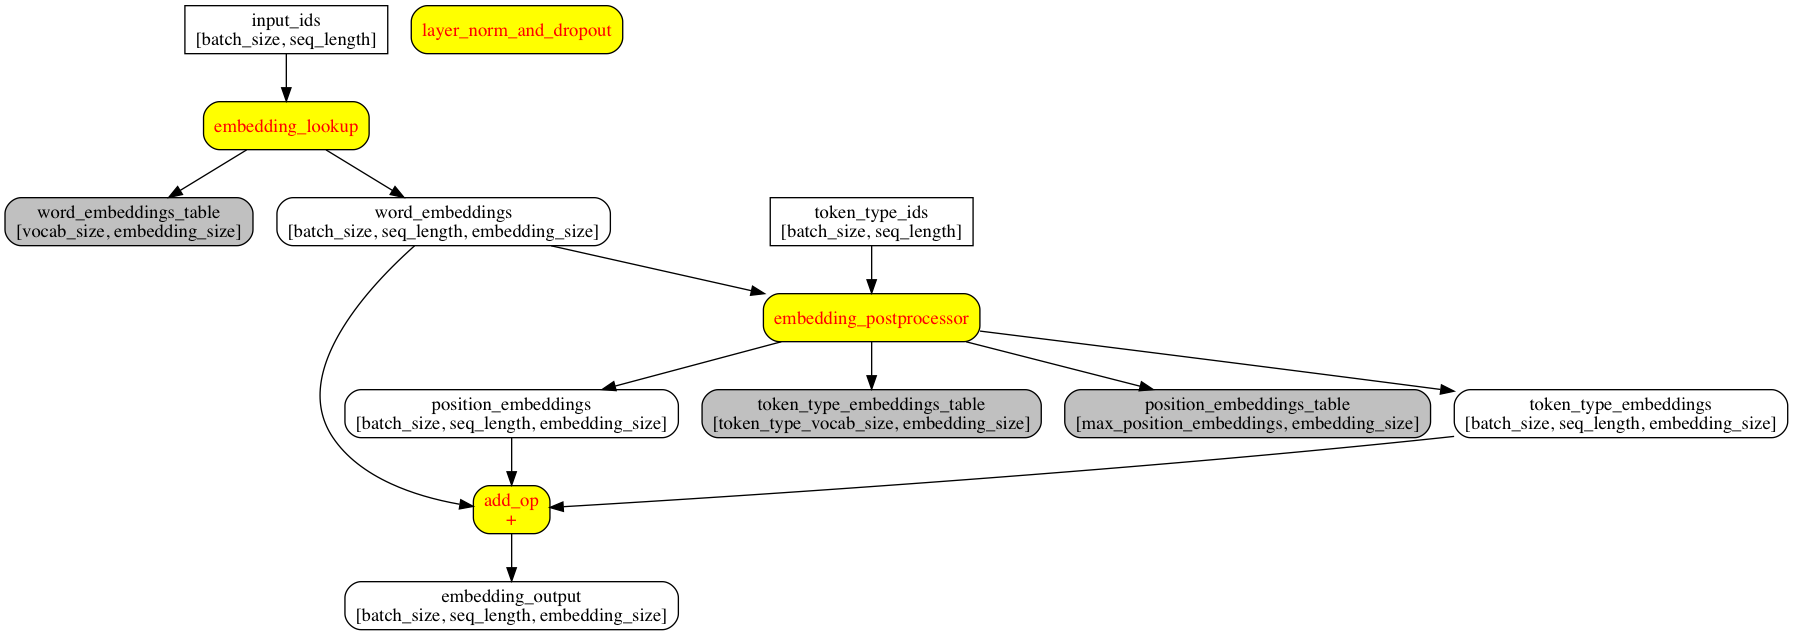 input_ids
[batch_size, seq_length]
layer_norm_and_dropout
embedding_lookup
word_embeddings_table
[vocab_size, embedding_size]
word_embeddings
[batch_size, seq_length, embedding_size]
token_type_ids
[batch_size, seq_length]
embedding_postprocessor
position_embeddings
[batch_size, seq_length, embedding_size]
token_type_embeddings_table
[token_type_vocab_size, embedding_size]
position_embeddings_table
[max_position_embeddings, embedding_size]
token_type_embeddings
[batch_size, seq_length, embedding_size]
add_op
+
embedding_output
[batch_size, seq_length, embedding_size]